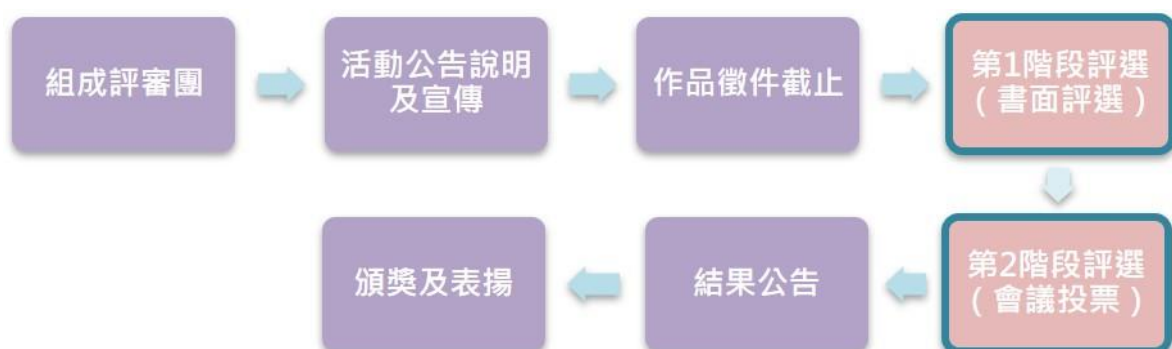 組成評審團
活動公告說明
及宣傳
作品徵件截止
第1階段評選
(書面評選)
第2階段評選
(會議投票)
結果公告
頒獎及表揚